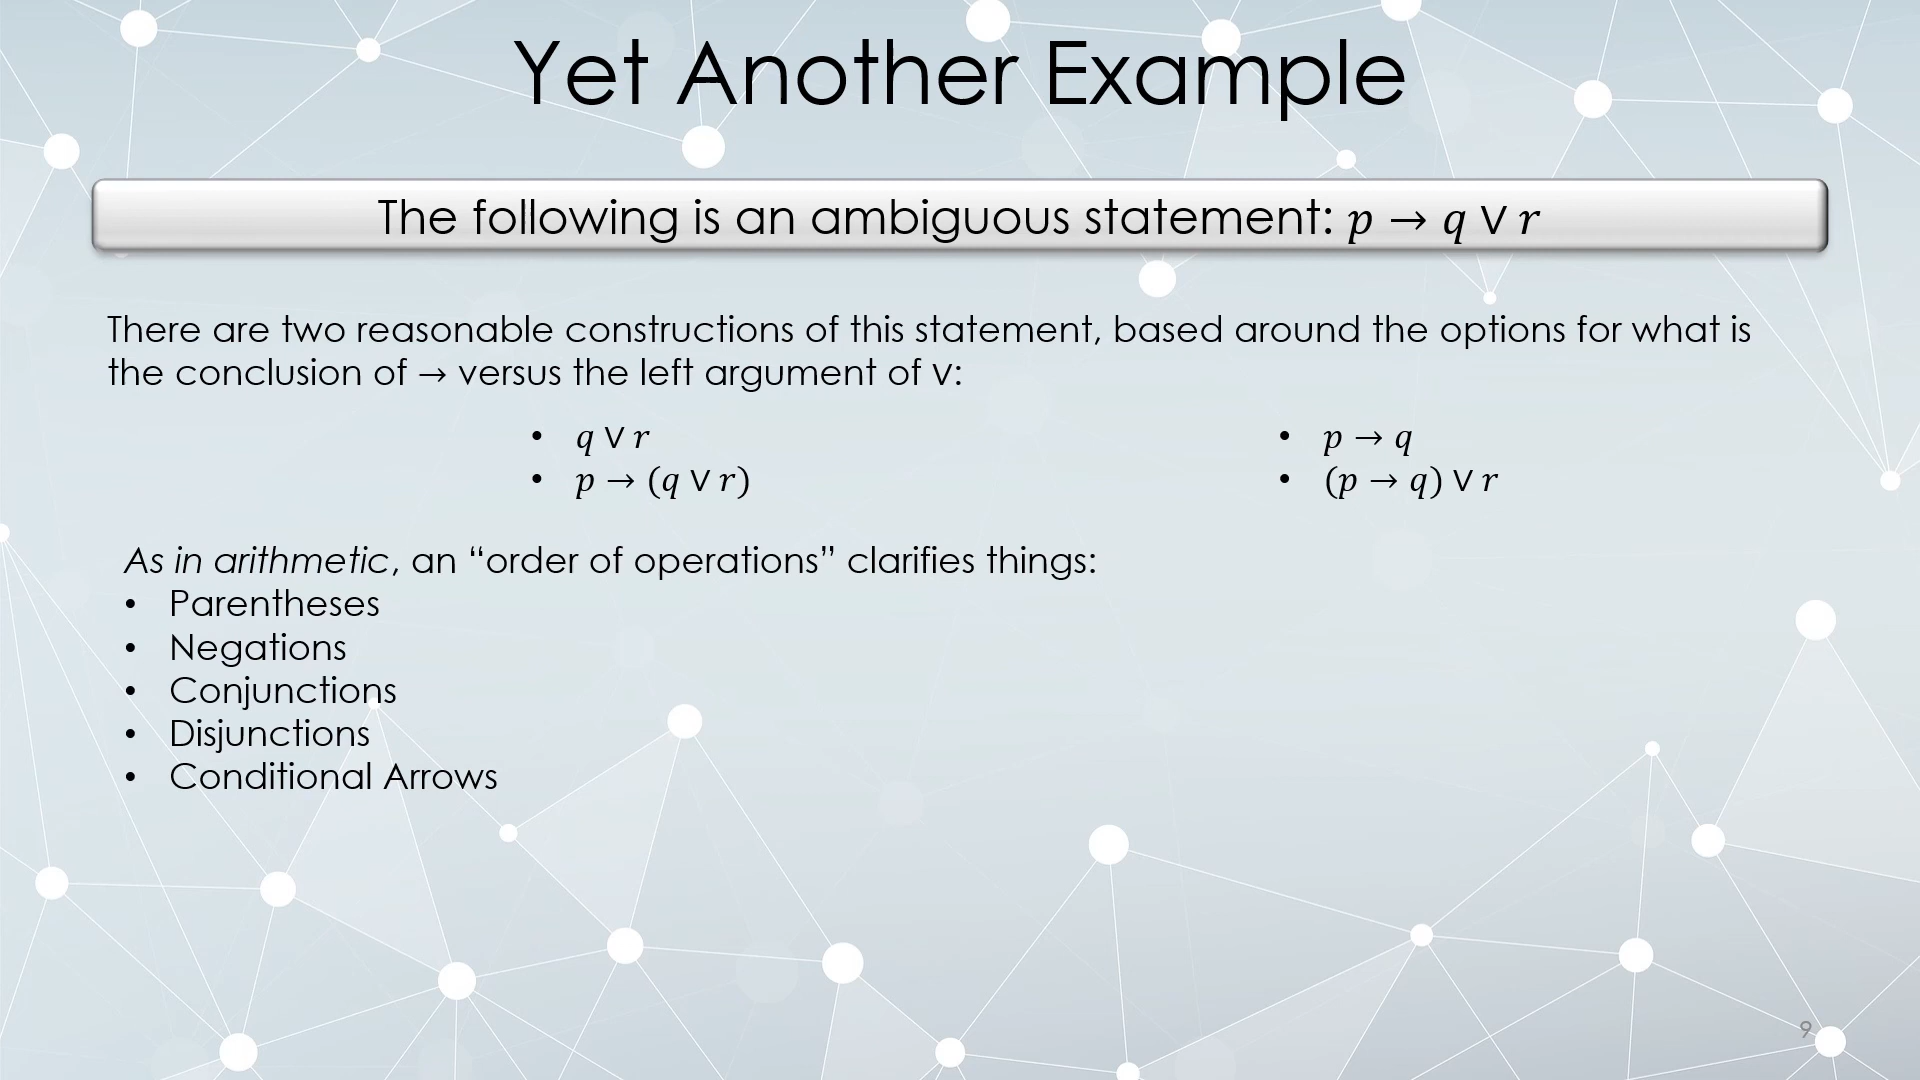 Yet Another Example
The following is an ambiguous statement: p → q ∨ r
There are two reasonable constructions of this statement, based around the options for what is
the conclusion of → versus the left argument of ∨:
• q ∨ r
• p → (q ∨ r)
• p → q
• (p → q) ∨ r
As in arithmetic, an “order of operations” clarifies things:
• Parentheses
• Negations
• Conjunctions
• Disjunctions
• Conditional Arrows
9